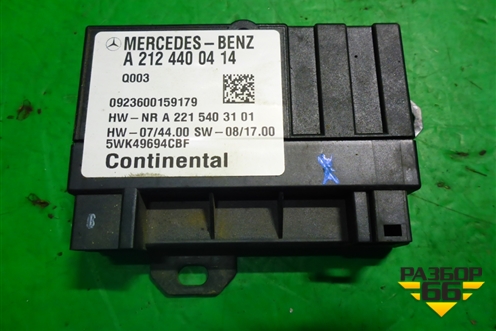 MERCEDES-BENZ
A 212 440 04 14
Q003
0923600159179
HW-NR A 221 540 31 01
HW-07/44.00 SW-08/17.00
5WK49694CBF
Continental
РАЗБОР
66